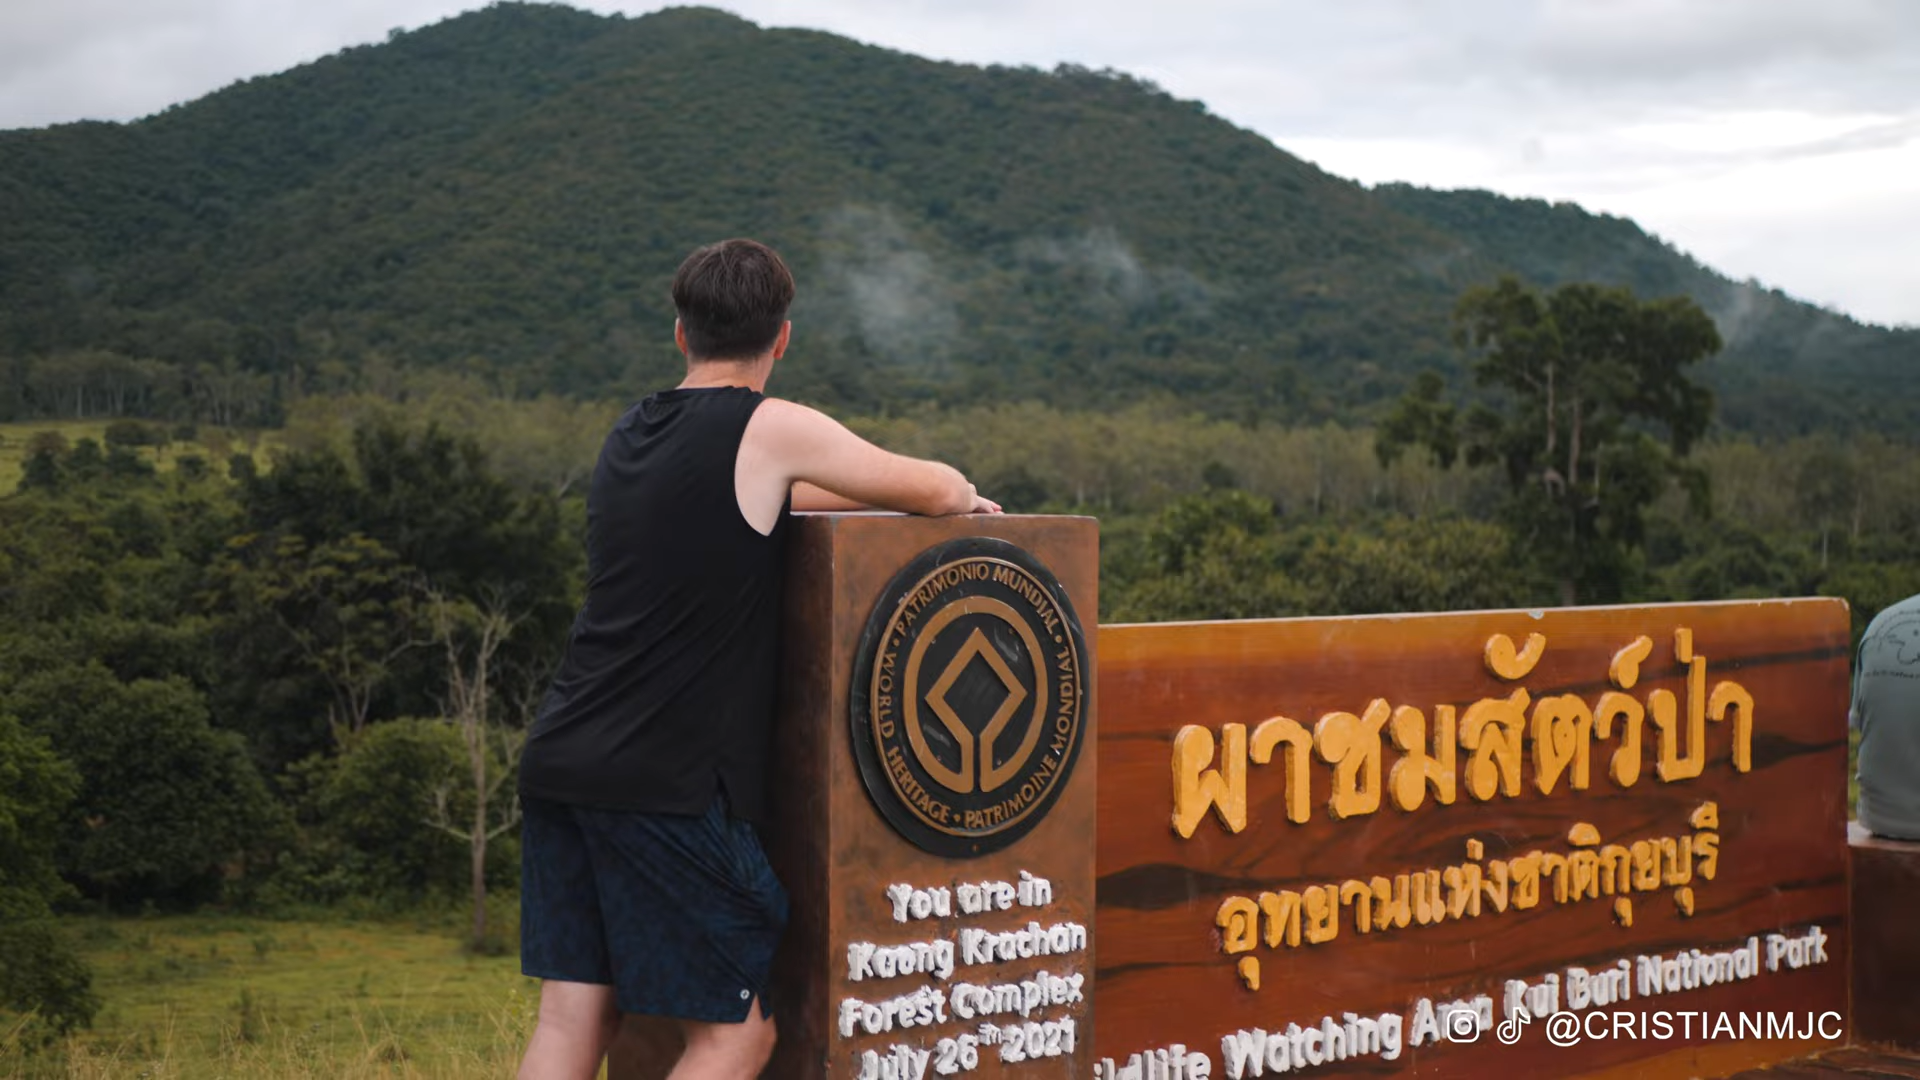 WORLD HERITAGE • PATRIMONIO MUNDIAL • PATRIMOINE MONDIAL •
You are in
Kaeng Krachan
Forest Complex
July 26th 2021
ผาชมสัตว์ป่า
อุทยานแห่งชาติกุยบุรี
Wildlife Watching Area Kui Buri National Park
@CRISTIANMJC